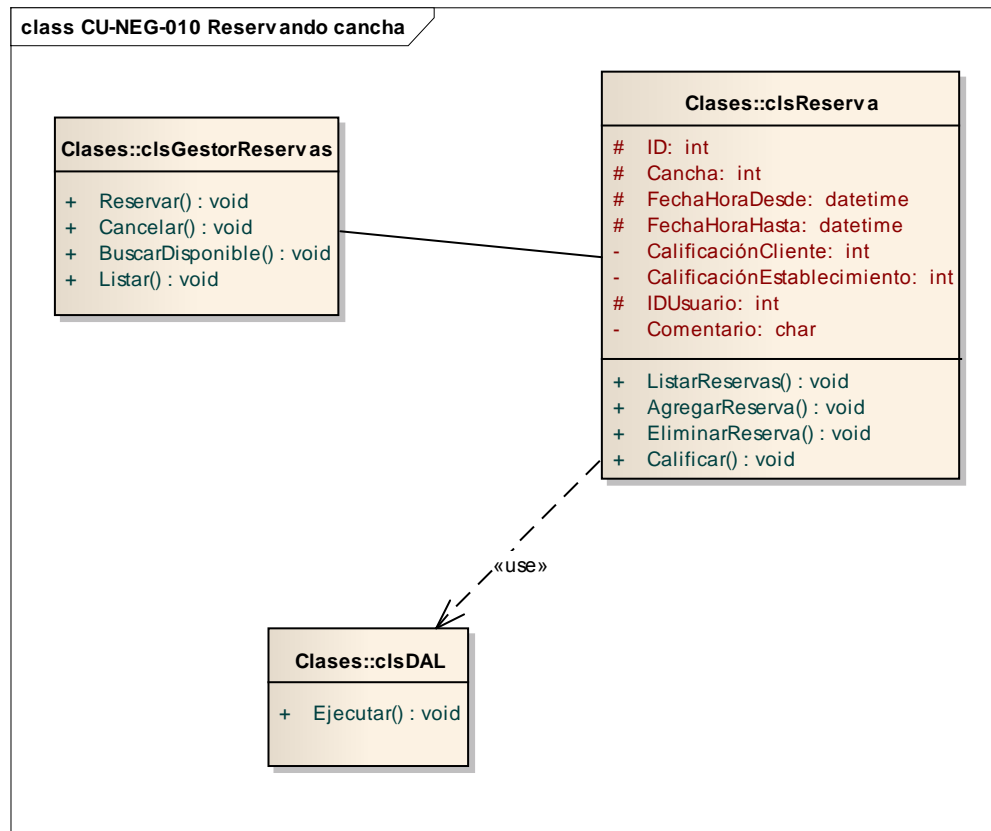 class CU-NEG-010 Reservando cancha
Clases::clsGestorReservas
+ Reservar() : void
+ Cancelar() : void
+ BuscarDisponible() : void
+ Listar() : void
Clases::clsReserva
# ID: int
# Cancha: int
# FechaHoraDesde: datetime
# FechaHoraHasta: datetime
- CalificaciónCliente: int
- CalificaciónEstablecimiento: int
# IDUsuario: int
- Comentario: char
+ ListarReservas() : void
+ AgregarReserva() : void
+ EliminarReserva() : void
+ Calificar() : void
«use»
Clases::clsDAL
+ Ejecutar() : void